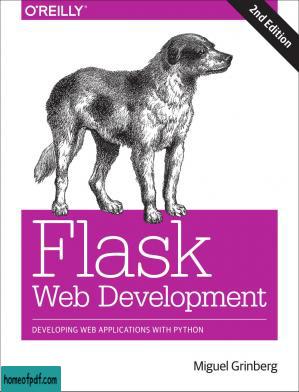 O'REILLY®
2nd Edition
Flask
Web Development
DEVELOPING WEB APPLICATIONS WITH PYTHON
Miguel Grinberg
homeofpdf.com